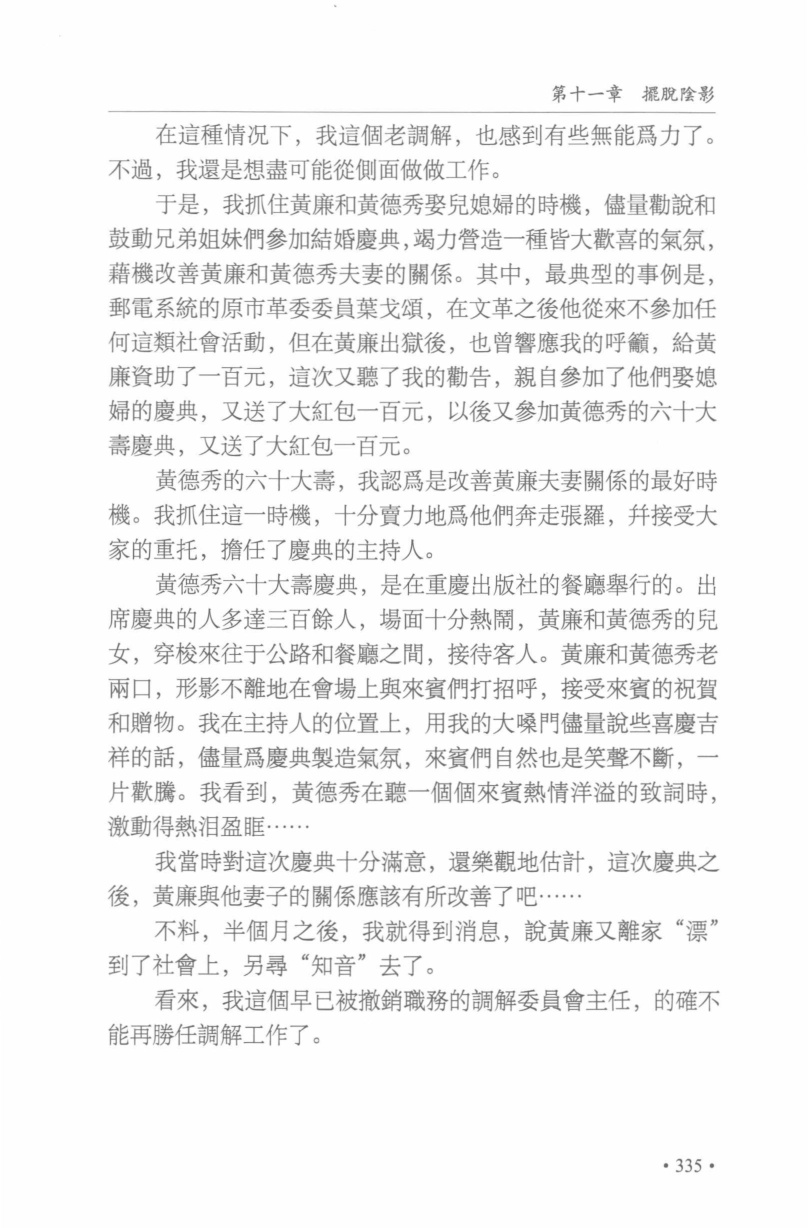 第十一章　擺脫陰影
在這種情况下，我這個老調解，也感到有些無能爲力了。
不過，我還是想盡可能從側面做做工作。
于是，我抓住黃廉和黃德秀娶兒媳婦的時機，儘量勸說和
鼓動兄弟姐妹們參加結婚慶典，竭力營造一種皆大歡喜的氣氛，
藉機改善黃廉和黃德秀夫妻的關係。其中，最典型的事例是，
郵電系統的原市革委委員葉戈頌，在文革之後他從來不參加任
何這類社會活動，但在黃廉出獄後，也曾響應我的呼籲，給黃
廉資助了一百元，這次又聽了我的勸告，親自參加了他們娶媳
婦的慶典，又送了大紅包一百元，以後又參加黃德秀的六十大
壽慶典，又送了大紅包一百元。
黃德秀的六十大壽，我認爲是改善黃廉夫妻關係的最好時
機。我抓住這一時機，十分賣力地爲他們奔走張羅，幷接受大
家的重托，擔任了慶典的主持人。
黃德秀六十大壽慶典，是在重慶出版社的餐廳舉行的。出
席慶典的人多達三百餘人，場面十分熱鬧，黃廉和黃德秀的兒
女，穿梭來往于公路和餐廳之間，接待客人。黃廉和黃德秀老
兩口，形影不離地在會場上與來賓們打招呼，接受來賓的祝賀
和贈物。我在主持人的位置上，用我的大嗓門儘量說些喜慶吉
祥的話，儘量爲慶典製造氣氛，來賓們自然也是笑聲不斷，一
片歡騰。我看到，黃德秀在聽一個個來賓熱情洋溢的致詞時，
激動得熱泪盈眶……
我當時對這次慶典十分滿意，還樂觀地估計，這次慶典之
後，黃廉與他妻子的關係應該有所改善了吧……
不料，半個月之後，我就得到消息，說黃廉又離家“漂”
到了社會上，另尋“知音”去了。
看來，我這個早已被撤銷職務的調解委員會主任，的確不
能再勝任調解工作了。
• 335 •